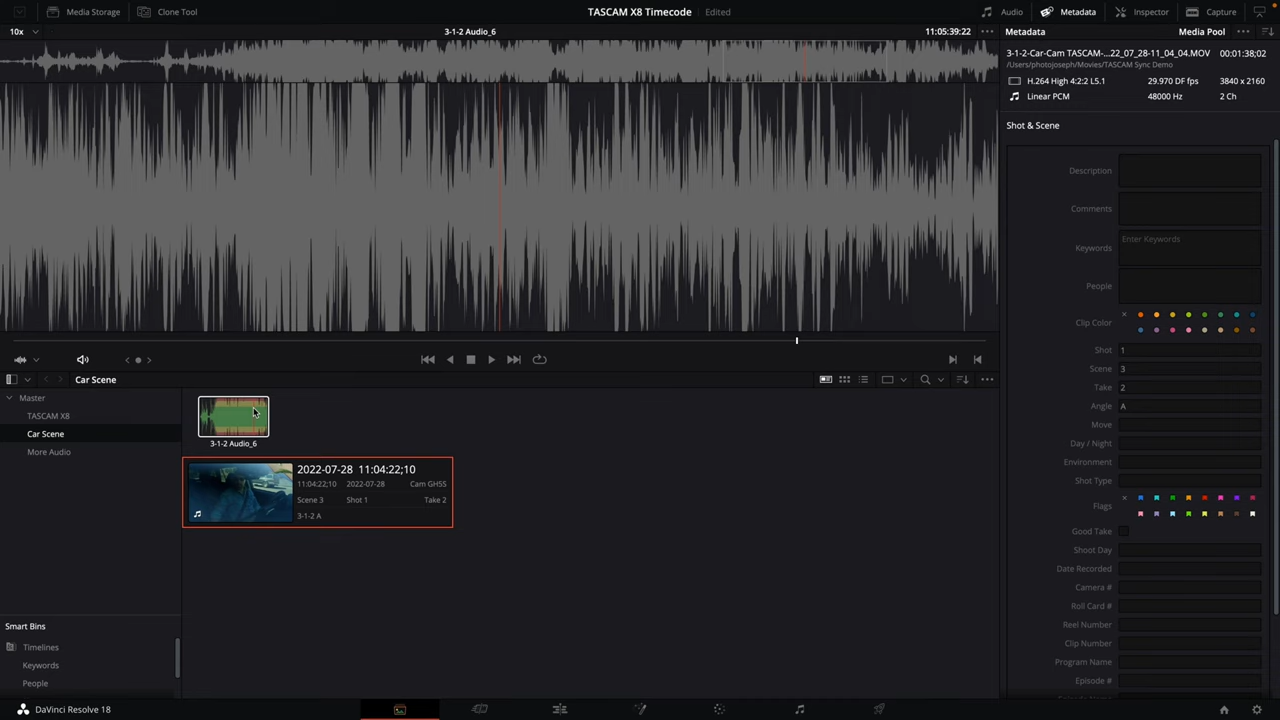 Media Storage
Clone Tool
TASCAM X8 Timecode Edited
Audio
Metadata
Inspector
Capture
10x
3-1-2 Audio_6
11:05:39:22
Metadata
Media Pool
3-1-2-Car-Cam TASCAM-...22_07_28-11_04_04.MOV 00:01:38;02
/Users/photojoseph/Movies/TASCAM Sync Demo
H.264 High 4:2:2 L5.1 29.970 DF fps 3840 x 2160
Linear PCM 48000 Hz 2 Ch
Shot & Scene
Description
Comments
Keywords Enter Keywords
People
Clip Color
Shot 1
Scene 3
Take 2
Angle A
Move
Day / Night
Environment
Shot Type
Flags
Good Take
Shoot Day
Date Recorded
Camera #
Roll Card #
Reel Number
Clip Number
Program Name
Episode #
Car Scene
Master
TASCAM X8
Car Scene
More Audio
3-1-2 Audio_6
2022-07-28 11:04:22;10
11:04:22;10 2022-07-28 Cam GHSS
Scene 3 Shot 1 Take 2
3-1-2 A
Smart Bins
Timelines
Keywords
People
DaVinci Resolve 18